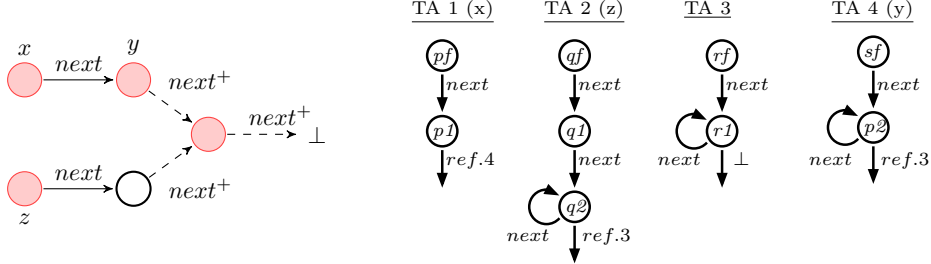 TA 1 (x) TA 2 (z) TA 3 TA 4 (y)
x y
pf qf rf sf
next next⁺
next next next next
next⁺
⊥
p1 q1 r1 p2
ref.4 next next ⊥ next ref.3
next next⁺
z
q2
next ref.3